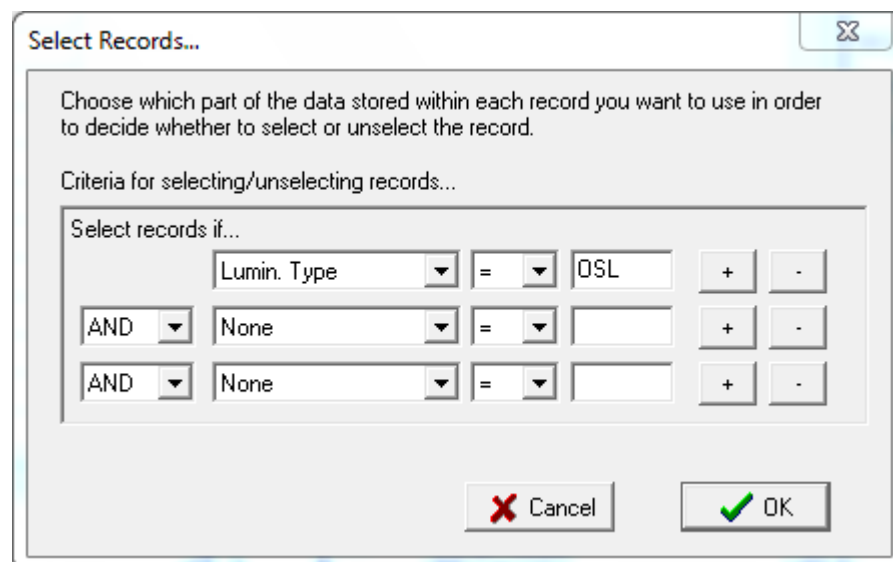 Select Records...
Choose which part of the data stored within each record you want to use in order
to decide whether to select or unselect the record.
Criteria for selecting/unselecting records...
Select records if...
Lumin. Type = OSL + -
AND None = + -
AND None = + -
Cancel OK